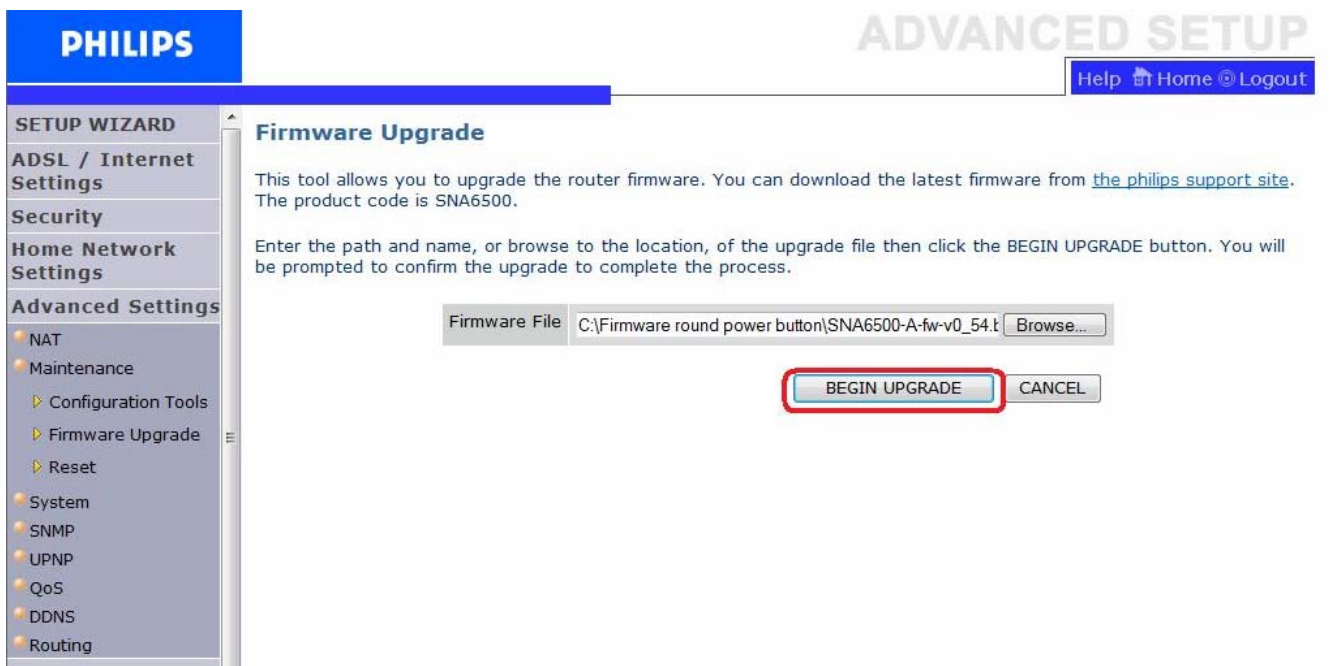 PHILIPS
ADVANCED SETUP
Help Home Logout
SETUP WIZARD
ADSL / Internet
Settings
Security
Home Network
Settings
Advanced Settings
NAT
Maintenance
Configuration Tools
Firmware Upgrade
Reset
System
SNMP
UPNP
QoS
DDNS
Routing
Firmware Upgrade
This tool allows you to upgrade the router firmware. You can download the latest firmware from the philips support site.
The product code is SNA6500.
Enter the path and name, or browse to the location, of the upgrade file then click the BEGIN UPGRADE button. You will
be prompted to confirm the upgrade to complete the process.
Firmware File C:\Firmware round power button\SNA6500-A-fw-v0_54.b Browse...
BEGIN UPGRADE CANCEL